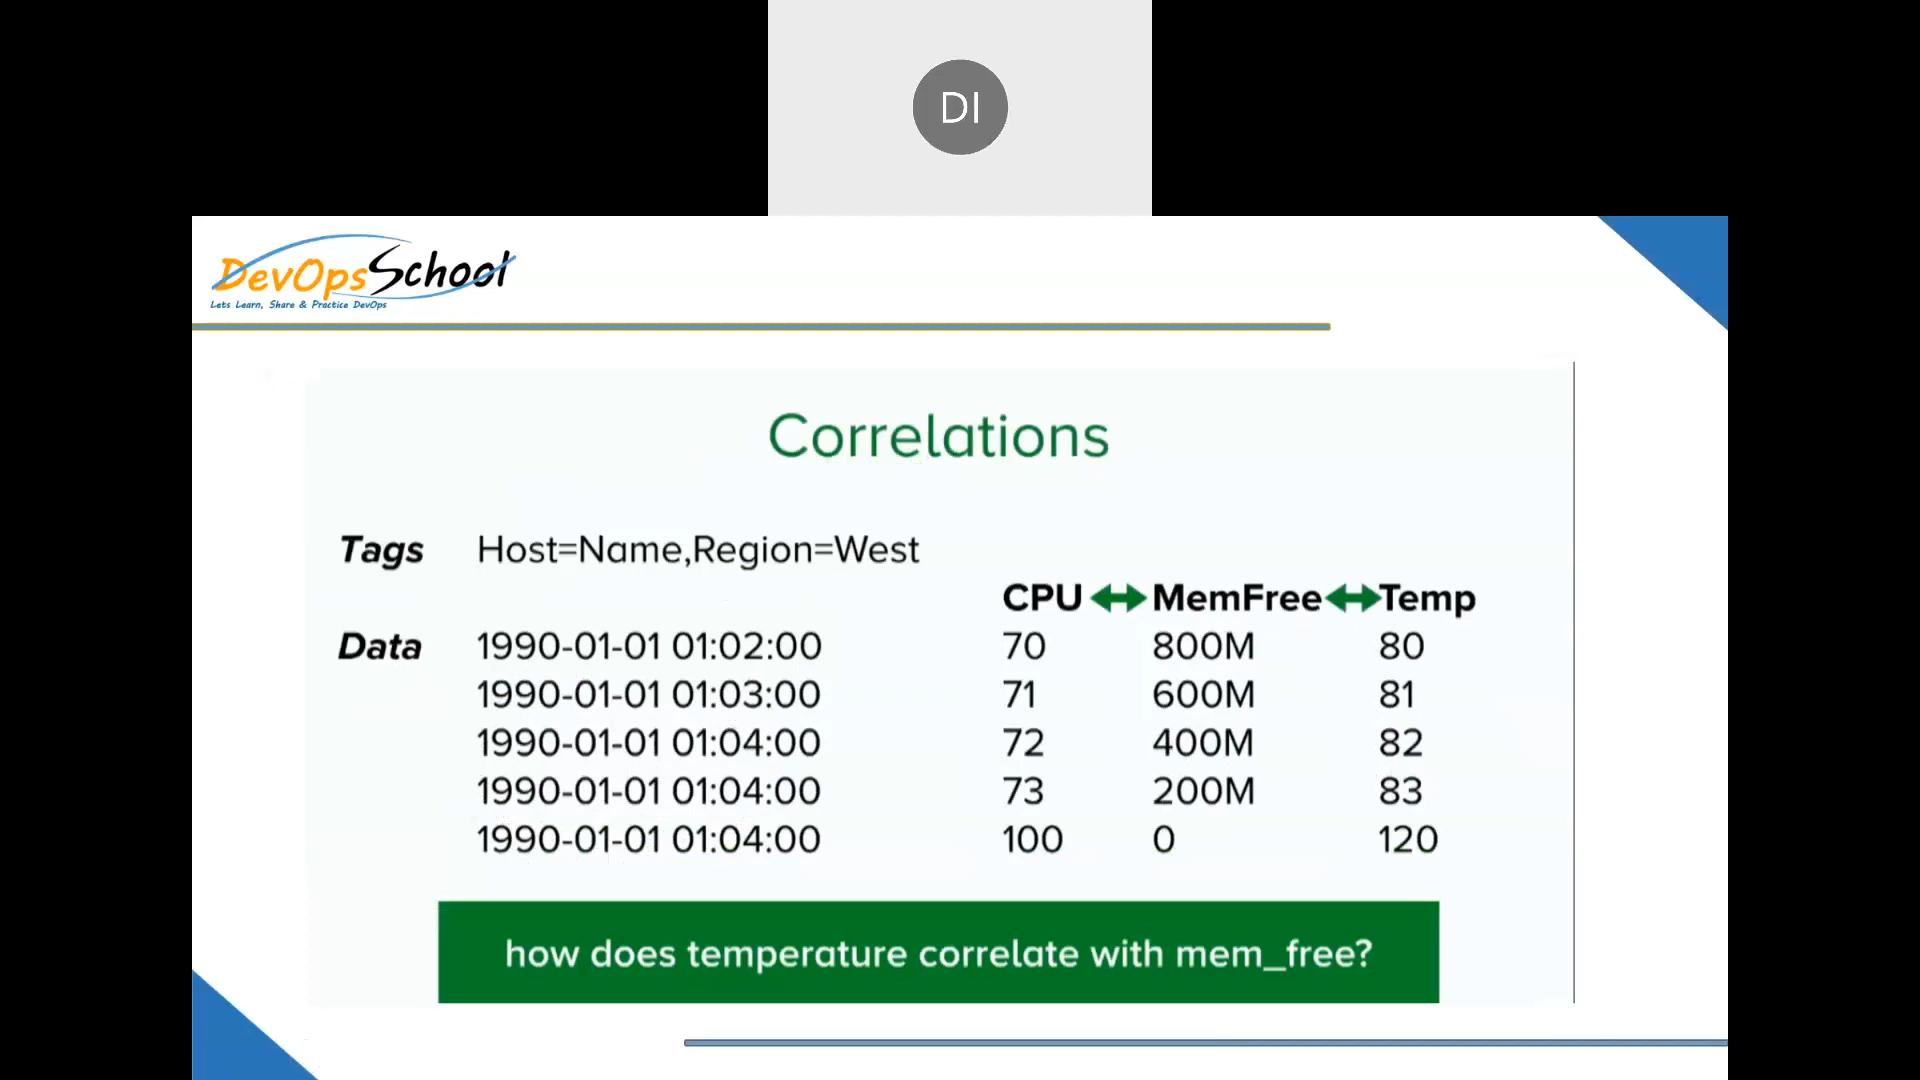 DI
DevOpsSchool
Lets Learn, Share & Practice DevOps
Correlations
Tags Host=Name,Region=West
CPU MemFree Temp
Data 1990-01-01 01:02:00 70 800M 80
1990-01-01 01:03:00 71 600M 81
1990-01-01 01:04:00 72 400M 82
1990-01-01 01:04:00 73 200M 83
1990-01-01 01:04:00 100 0 120
how does temperature correlate with mem_free?